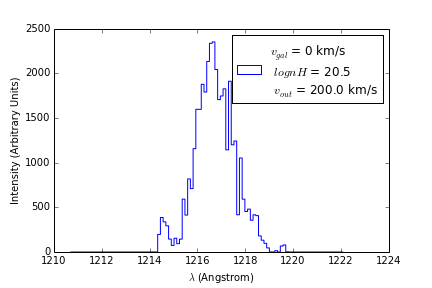 2500
2000
1500
1000
500
0
1210 1212 1214 1216 1218 1220 1222 1224
Intensity (Arbitrary Units)
λ (Angstrom)
v_gal = 0 km/s
lognH = 20.5
v_out = 200.0 km/s